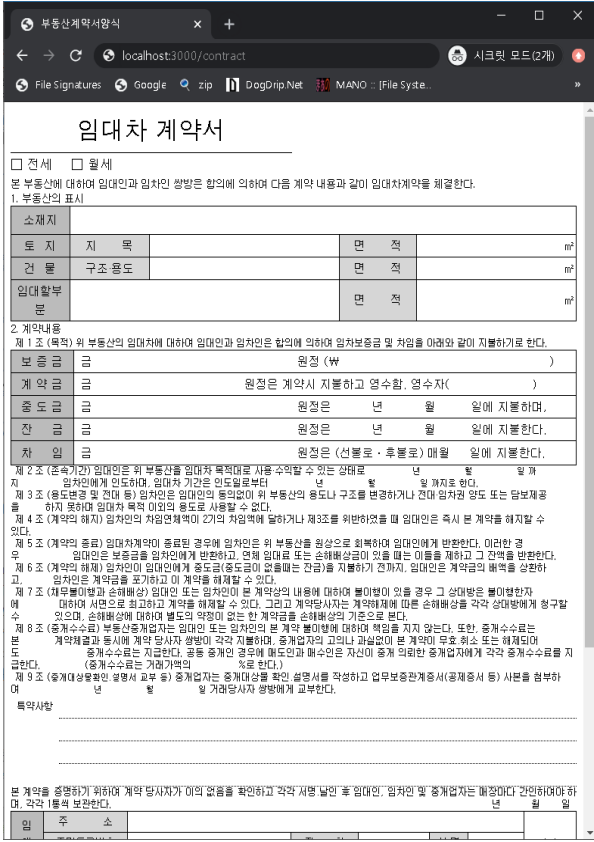 부동산계약서양식
localhost:3000/contract
시크릿 모드(2개)
File Signatures Google zip DogDrip.Net MANO :: [File Syste... »
임대차 계약서
□ 전세 □ 월세
본 부동산에 대하여 임대인과 임차인 쌍방은 합의에 의하여 다음 계약 내용과 같이 임대차계약을 체결한다.
1. 부동산의 표시
소재지
토 지 지 목 면 적 m²
건 물 구조·용도 면 적 m²
임대할부분 면 적 m²
2. 계약내용
제 1 조 (목적) 위 부동산의 임대차에 대하여 임대인과 임차인은 합의에 의하여 임차보증금 및 차임을 아래와 같이 지불하기로 한다.
보 증 금 금 원정 (₩ )
계 약 금 금 원정은 계약시 지불하고 영수함. 영수자( )
중 도 금 금 원정은 년 월 일에 지불하며,
잔 금 금 원정은 년 월 일에 지불한다.
차 임 금 원정은 (선불로·후불로) 매월 일에 지불한다.
제 2 조 (존속기간) 임대인은 위 부동산을 임대차 목적대로 사용·수익할 수 있는 상태로 년 월 일 까
지 임차인에게 인도하며, 임대차 기간은 인도일로부터 년 월 일 까지로 한다.
제 3 조 (용도변경 및 전대 등) 임차인은 임대인의 동의없이 위 부동산의 용도나 구조를 변경하거나 전대·임차권 양도 또는 담보제공
을 하지 못하며 임대차 목적 이외의 용도로 사용할 수 없다.
제 4 조 (계약의 해지) 임차인의 차임연체액이 2기의 차임액에 달하거나 제3조를 위반하였을 때 임대인은 즉시 본 계약을 해지할 수
있다.
제 5 조 (계약의 종료) 임대차계약이 종료된 경우에 임차인은 위 부동산을 원상으로 회복하여 임대인에게 반환한다. 이러한 경
우 임대인은 보증금을 임차인에게 반환하고, 연체 임대료 또는 손해배상금이 있을 때는 이들을 제하고 그 잔액을 반환한다.
제 6 조 (계약의 해제) 임차인이 임대인에게 중도금(중도금이 없을때는 잔금)을 지불하기 전까지, 임대인은 계약금의 배액을 상환하
고, 임차인은 계약금을 포기하고 이 계약을 해제할 수 있다.
제 7 조 (채무불이행과 손해배상) 임대인 또는 임차인이 본 계약상의 내용에 대하여 불이행이 있을 경우 그 상대방은 불이행한자
에 대하여 서면으로 최고하고 계약을 해제할 수 있다. 그리고 계약당사자는 계약해제에 따른 손해배상을 각각 상대방에게 청구할
수 있으며, 손해배상에 대하여 별도의 약정이 없는 한 계약금을 손해배상의 기준으로 본다.
제 8 조 (중개수수료) 부동산중개업자는 임대인 또는 임차인의 본 계약 불이행에 대하여 책임을 지지 않는다. 또한, 중개수수료는
본 계약체결과 동시에 계약 당사자 쌍방이 각각 지불하며, 중개업자의 고의나 과실없이 본 계약이 무효·취소 또는 해제되어
도 중개수수료는 지급한다. 공동 중개인 경우에 매도인과 매수인은 자신이 중개 의뢰한 중개업자에게 각각 중개수수료를 지
급한다. (중개수수료는 거래가액의 %로 한다.)
제 9 조 (중개대상물확인.설명서 교부 등) 중개업자는 중개대상물 확인.설명서를 작성하고 업무보증관계증서(공제증서 등) 사본을 첨부하
여 년 월 일 거래당사자 쌍방에게 교부한다.
특약사항
본 계약을 증명하기 위하여 계약 당사자가 이의 없음을 확인하고 각각 서명·날인 후 임대인, 임차인 및 중개업자는 매장마다 간인하여야 하
며, 각각 1통씩 보관한다. 년 월 일
임 주 소